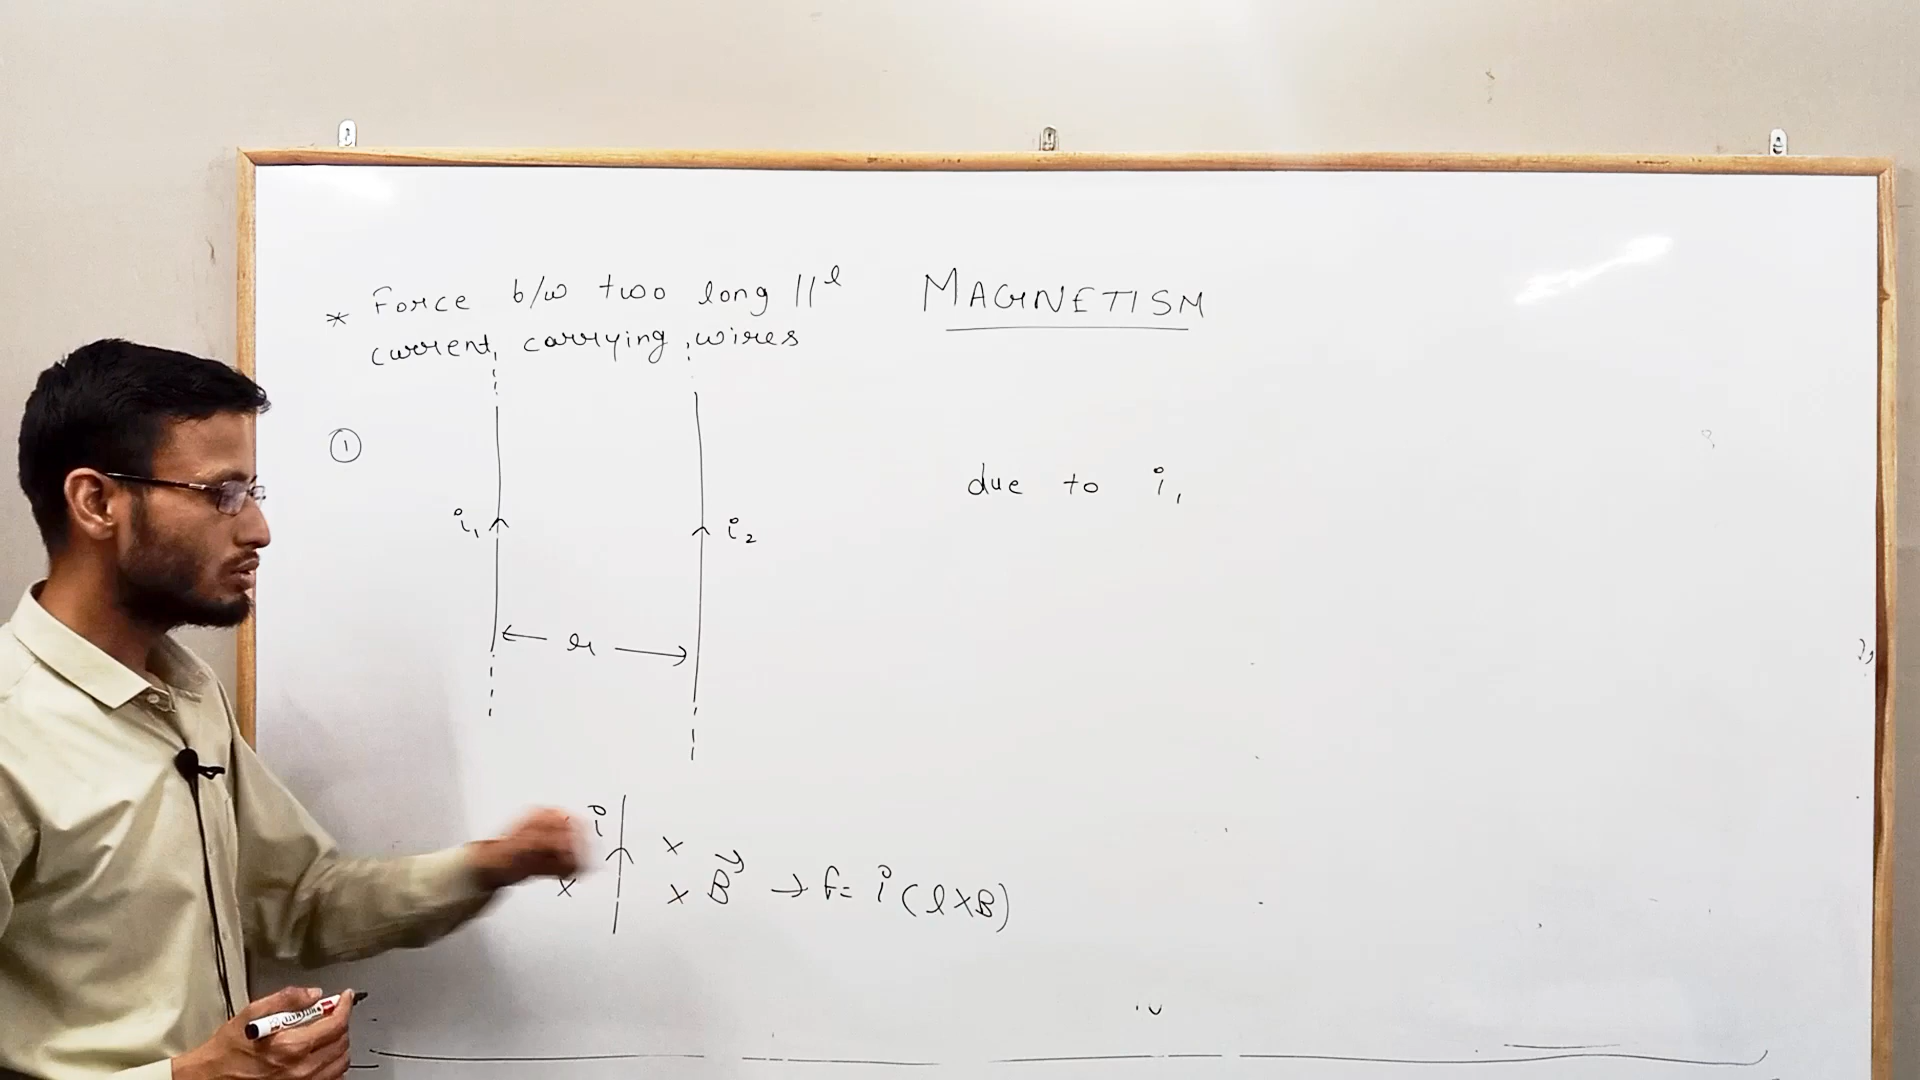 MAGNETISM
* Force b/w two long ||l
current carrying wires
①
due to i1
i1
i2
r
i
x
x x B → F= i (l×B)